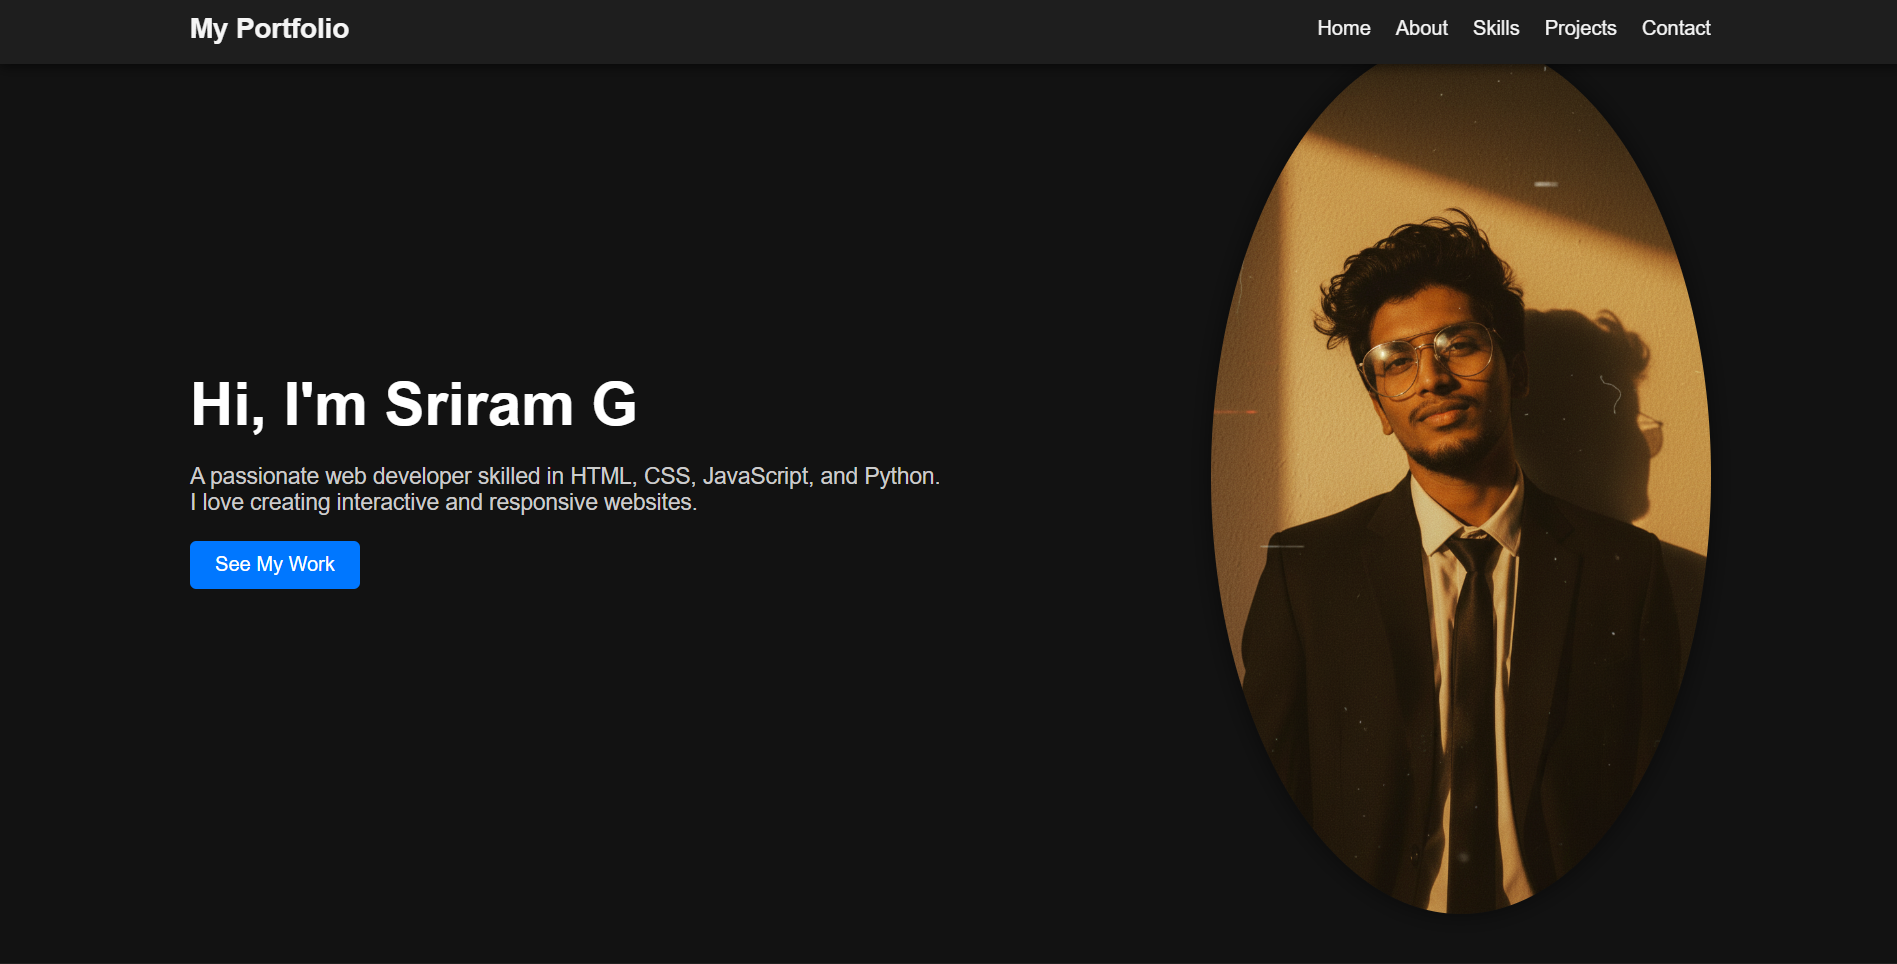 My Portfolio
Home About Skills Projects Contact
Hi, I'm Sriram G
A passionate web developer skilled in HTML, CSS, JavaScript, and Python.
I love creating interactive and responsive websites.
See My Work